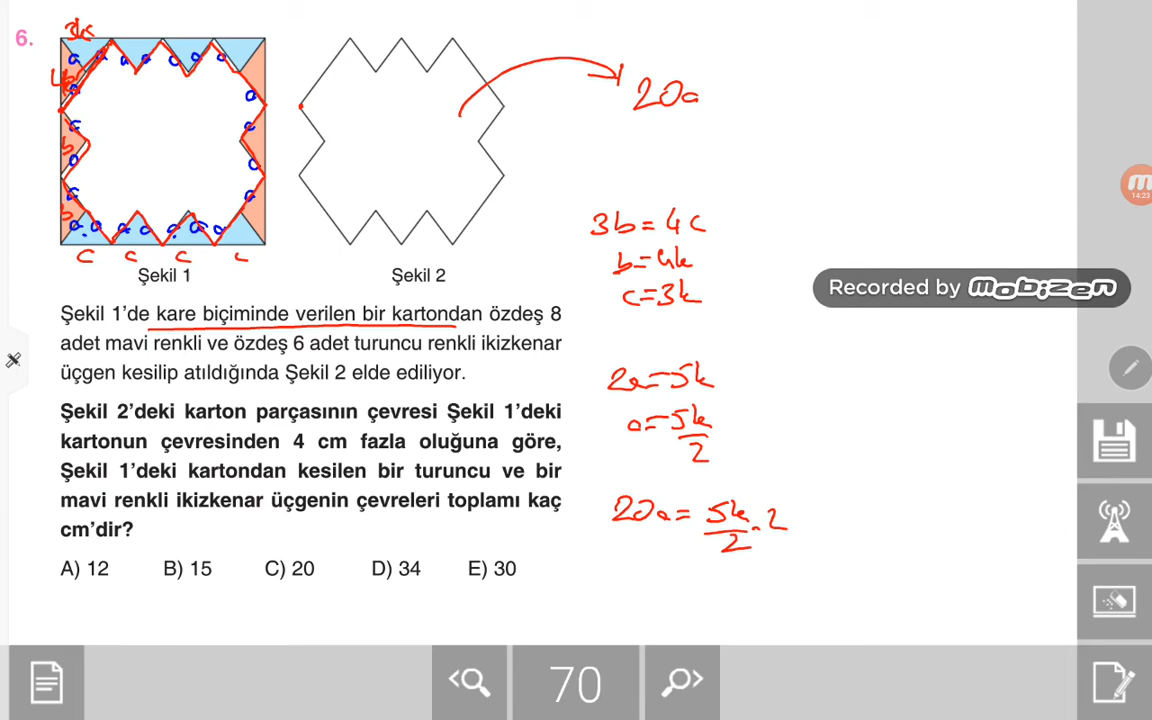 6.
3k
a a a a c a a
4k
a
a
20a
a
b
a
b
a
c
a
a
a a a a a a a
c c c c
Şekil 1
Şekil 2
3b = 4c
b = 4k
c = 3k
14:23
Recorded by mobizen
Şekil 1'de kare biçiminde verilen bir kartondan özdeş 8
adet mavi renkli ve özdeş 6 adet turuncu renkli ikizkenar
üçgen kesilip atıldığında Şekil 2 elde ediliyor.
2a = 5k
Şekil 2'deki karton parçasının çevresi Şekil 1'deki
kartonun çevresinden 4 cm fazla oluğuna göre,
a = 5k
2
Şekil 1'deki kartondan kesilen bir turuncu ve bir
mavi renkli ikizkenar üçgenin çevreleri toplamı kaç
cm'dir?
20a = 5k . 2
2
A) 12 B) 15 C) 20 D) 34 E) 30
70